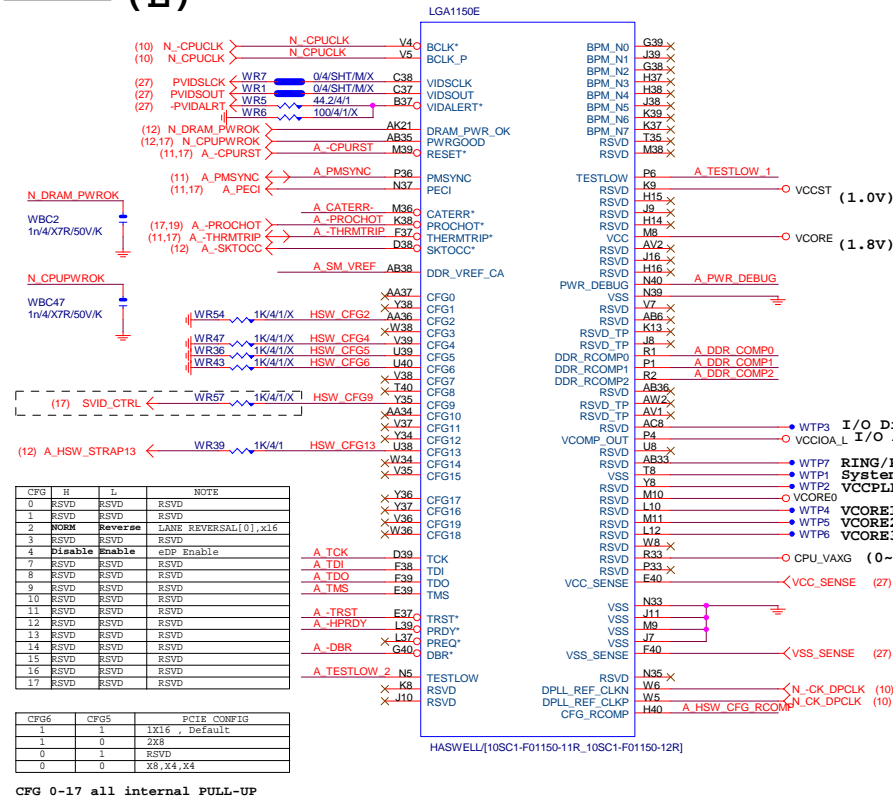 (L)
LGA1150E
(10) N_-CPUCLK N_-CPUCLK V4 BCLK*
(10) N_CPUCLK N_CPUCLK V5 BCLK_P
(27) PVIDSLCK WR7 0/4/SHT/M/X C38 VIDSCLK
(27) PVIDSOUT WR1 0/4/SHT/M/X C37 VIDSOUT
(27) -PVIDALRT WR5 44.2/4/1 B37 VIDALERT*
WR6 100/4/1/X
(12) N_DRAM_PWROK AK21 DRAM_PWR_OK
(12,17) N_CPUPWROK AB35 PWRGOOD
(11,17) A_-CPURST A_-CPURST M39 RESET*
(11) A_PMSYNC A_PMSYNC P36 PMSYNC
(11,17) A_PECI N37 PECI
A_CATERR- M36 CATERR*
(17,19) A_-PROCHOT A_-PROCHOT K38 PROCHOT*
(11,17) A_-THRMTRIP A_-THRMTRIP F37 THERMTRIP*
(12) A_-SKTOCC D38 SKTOCC*
A_SM_VREF AB38 DDR_VREF_CA
N_DRAM_PWROK
WBC2
1n/4/X7R/50V/K
N_CPUPWROK
WBC47
1n/4/X7R/50V/K
AA37 CFG0
Y38 CFG1
WR54 1K/4/1/X HSW_CFG2 AA36 CFG2
W38 CFG3
WR47 1K/4/1/X HSW_CFG4 V39 CFG4
WR36 1K/4/1/X HSW_CFG5 U39 CFG5
WR43 1K/4/1/X HSW_CFG6 U40 CFG6
V38 CFG7
T40 CFG8
(17) SVID_CTRL WR57 1K/4/1/X HSW_CFG9 Y35 CFG9
AA34 CFG10
V37 CFG11
Y34 CFG12
(12) A_HSW_STRAP13 WR39 1K/4/1 HSW_CFG13 U38 CFG13
W34 CFG14
V35 CFG15
Y36 CFG17
Y37 CFG16
V36 CFG19
W36 CFG18
A_TCK D39 TCK
A_TDI F38 TDI
A_TDO F39 TDO
A_TMS E39 TMS
A_-TRST E37 TRST*
A_-HPRDY L39 PRDY*
L37 PREQ*
A_-DBR G40 DBR*
A_TESTLOW_2 N5 TESTLOW
K8 RSVD
J10 RSVD
BPM_N0 G39
BPM_N1 J39
BPM_N2 G38
BPM_N3 H37
BPM_N4 H38
BPM_N5 J38
BPM_N6 K39
BPM_N7 K37
RSVD T35
RSVD M38
TESTLOW P6 A_TESTLOW_1
RSVD K9 VCCST (1.0V)
RSVD H15
RSVD J9
RSVD H14
VCC M8 VCORE (1.8V)
RSVD AV2
RSVD J16
RSVD H16
PWR_DEBUG N40 A_PWR_DEBUG
VSS N39
RSVD V7
RSVD AB6
RSVD_TP K13
RSVD_TP J8
DDR_RCOMP0 R1 A_DDR_COMP0
DDR_RCOMP1 P1 A_DDR_COMP1
DDR_RCOMP2 R2 A_DDR_COMP2
RSVD AB36
RSVD_TP AW2
RSVD_TP AV1
RSVD AC8 WTP3 I/O
VCOMP_OUT P4 VCCIOA_L I/O
RSVD U8
RSVD AB33 WTP7
VSS T8 WTP1 System
RSVD Y8 WTP2
RSVD M10 VCORE0
RSVD L10 WTP4
RSVD M11 WTP5
RSVD L12 WTP6
RSVD W8
RSVD R33 CPU_VAXG (0~
RSVD P33
VCC_SENSE E40 VCC_SENSE (27)
VSS N33
VSS J11
VSS M9
VSS J7
VSS_SENSE F40 VSS_SENSE (27)
RSVD N35
DPLL_REF_CLKN W6 N_-CK_DPCLK (10)
DPLL_REF_CLKP W5 N_CK_DPCLK (10)
CFG_RCOMP H40 A_HSW_CFG_RCOMP
HASWELL/[10SC1-F01150-11R_10SC1-F01150-12R]
CFG H L NOTE
0 RSVD RSVD RSVD
1 RSVD RSVD RSVD
2 NORM Reverse LANE REVERSAL[0],x16
3 RSVD RSVD RSVD
4 Disable Enable eDP Enable
7 RSVD RSVD RSVD
8 RSVD RSVD RSVD
9 RSVD RSVD RSVD
10 RSVD RSVD RSVD
11 RSVD RSVD RSVD
12 RSVD RSVD RSVD
13 RSVD RSVD RSVD
14 RSVD RSVD RSVD
15 RSVD RSVD RSVD
16 RSVD RSVD RSVD
17 RSVD RSVD RSVD
CFG6 CFG5 PCIE CONFIG
1 1 1X16 , Default
1 0 2X8
0 1 RSVD
0 0 X8,X4,X4
CFG 0-17 all internal PULL-UP